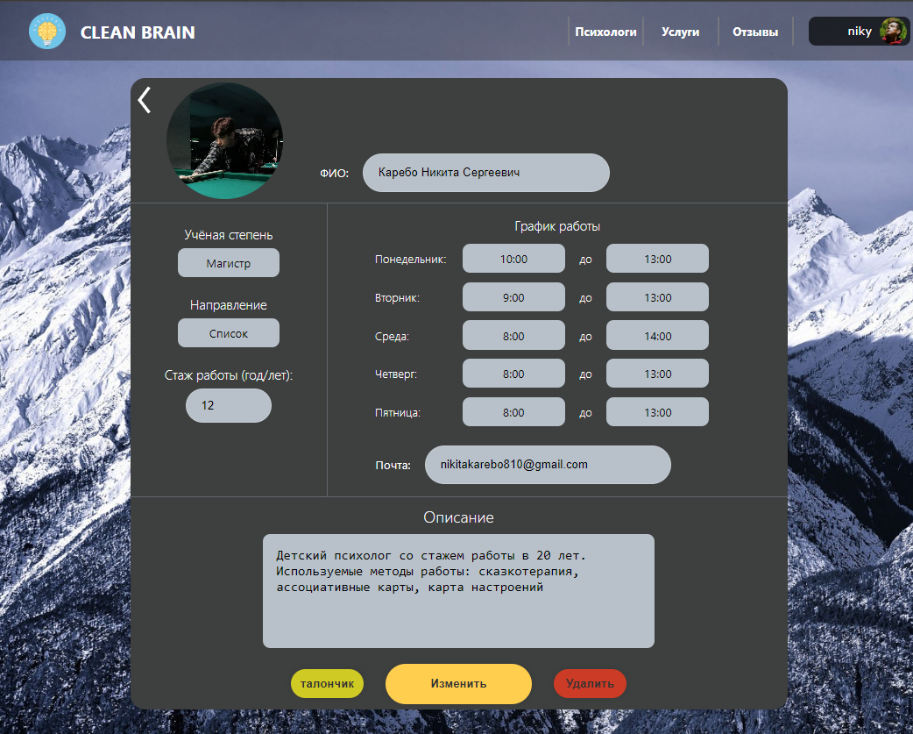 CLEAN BRAIN
Психологи
Услуги
Отзывы
niky
ФИО:
Каребо Никита Сергеевич
Учёная степень
Магистр
Направление
Список
Стаж работы (год/лет):
12
График работы
Понедельник: 10:00 до 13:00
Вторник: 9:00 до 13:00
Среда: 8:00 до 14:00
Четверг: 8:00 до 13:00
Пятница: 8:00 до 13:00
Почта: nikitakarebo810@gmail.com
Описание
Детский психолог со стажем работы в 20 лет.
Используемые методы работы: сказкотерапия,
ассоциативные карты, карта настроений
талончик
Изменить
Удалить